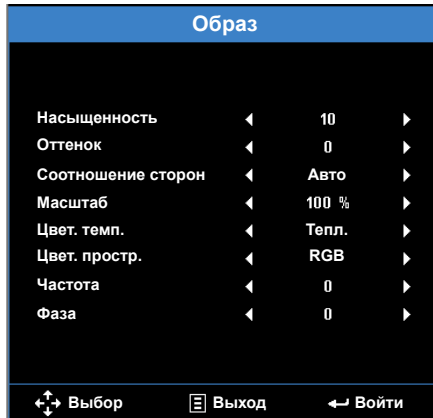 Образ
Насыщенность 10
Оттенок 0
Соотношение сторон Авто
Масштаб 100 %
Цвет. темп. Тепл.
Цвет. простр. RGB
Частота 0
Фаза 0
Выбор Выход Войти